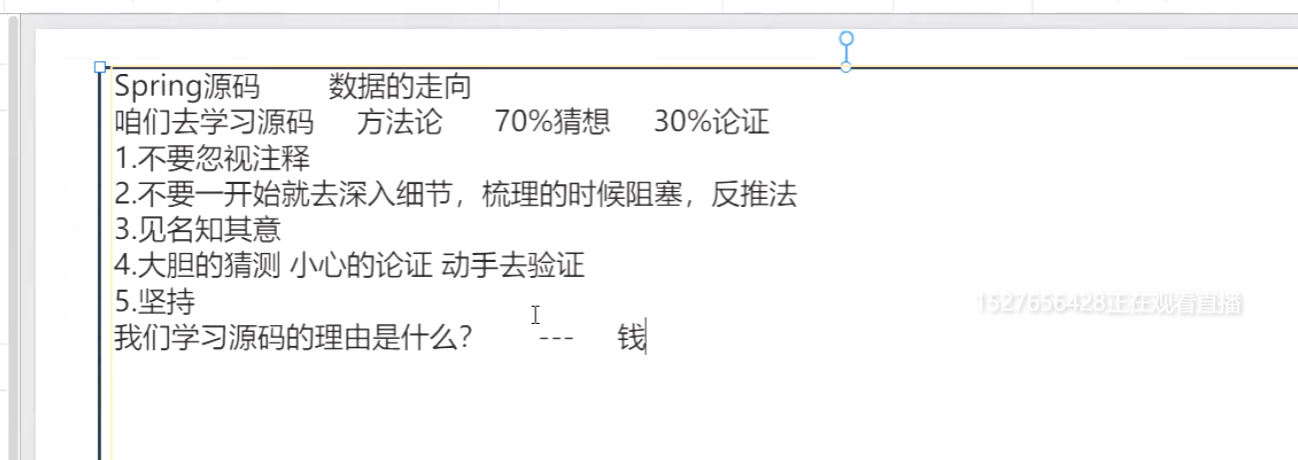 Spring源码 数据的走向
咱们去学习源码 方法论 70%猜想 30%论证
1.不要忽视注释
2.不要一开始就去深入细节，梳理的时候阻塞，反推法
3.见名知其意
4.大胆的猜测 小心的论证 动手去验证
5.坚持
1527656428正在观看直播
我们学习源码的理由是什么？ --- 钱